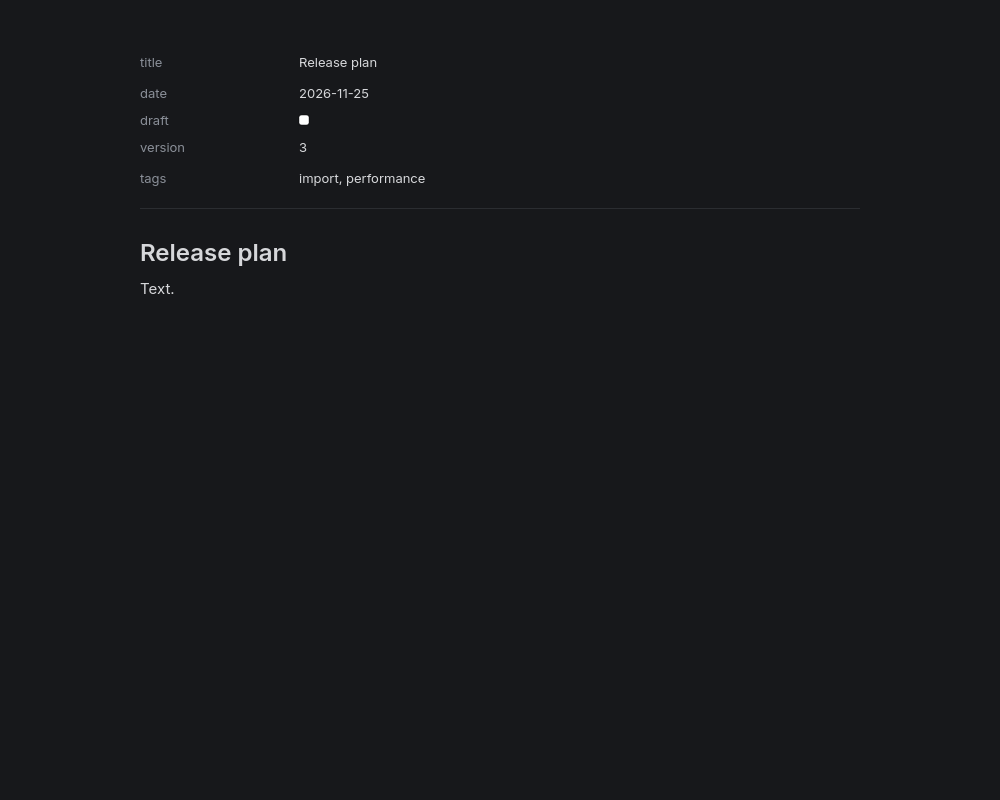 title Release plan
date 2026-11-25
draft
version 3
tags import, performance
Release plan
Text.